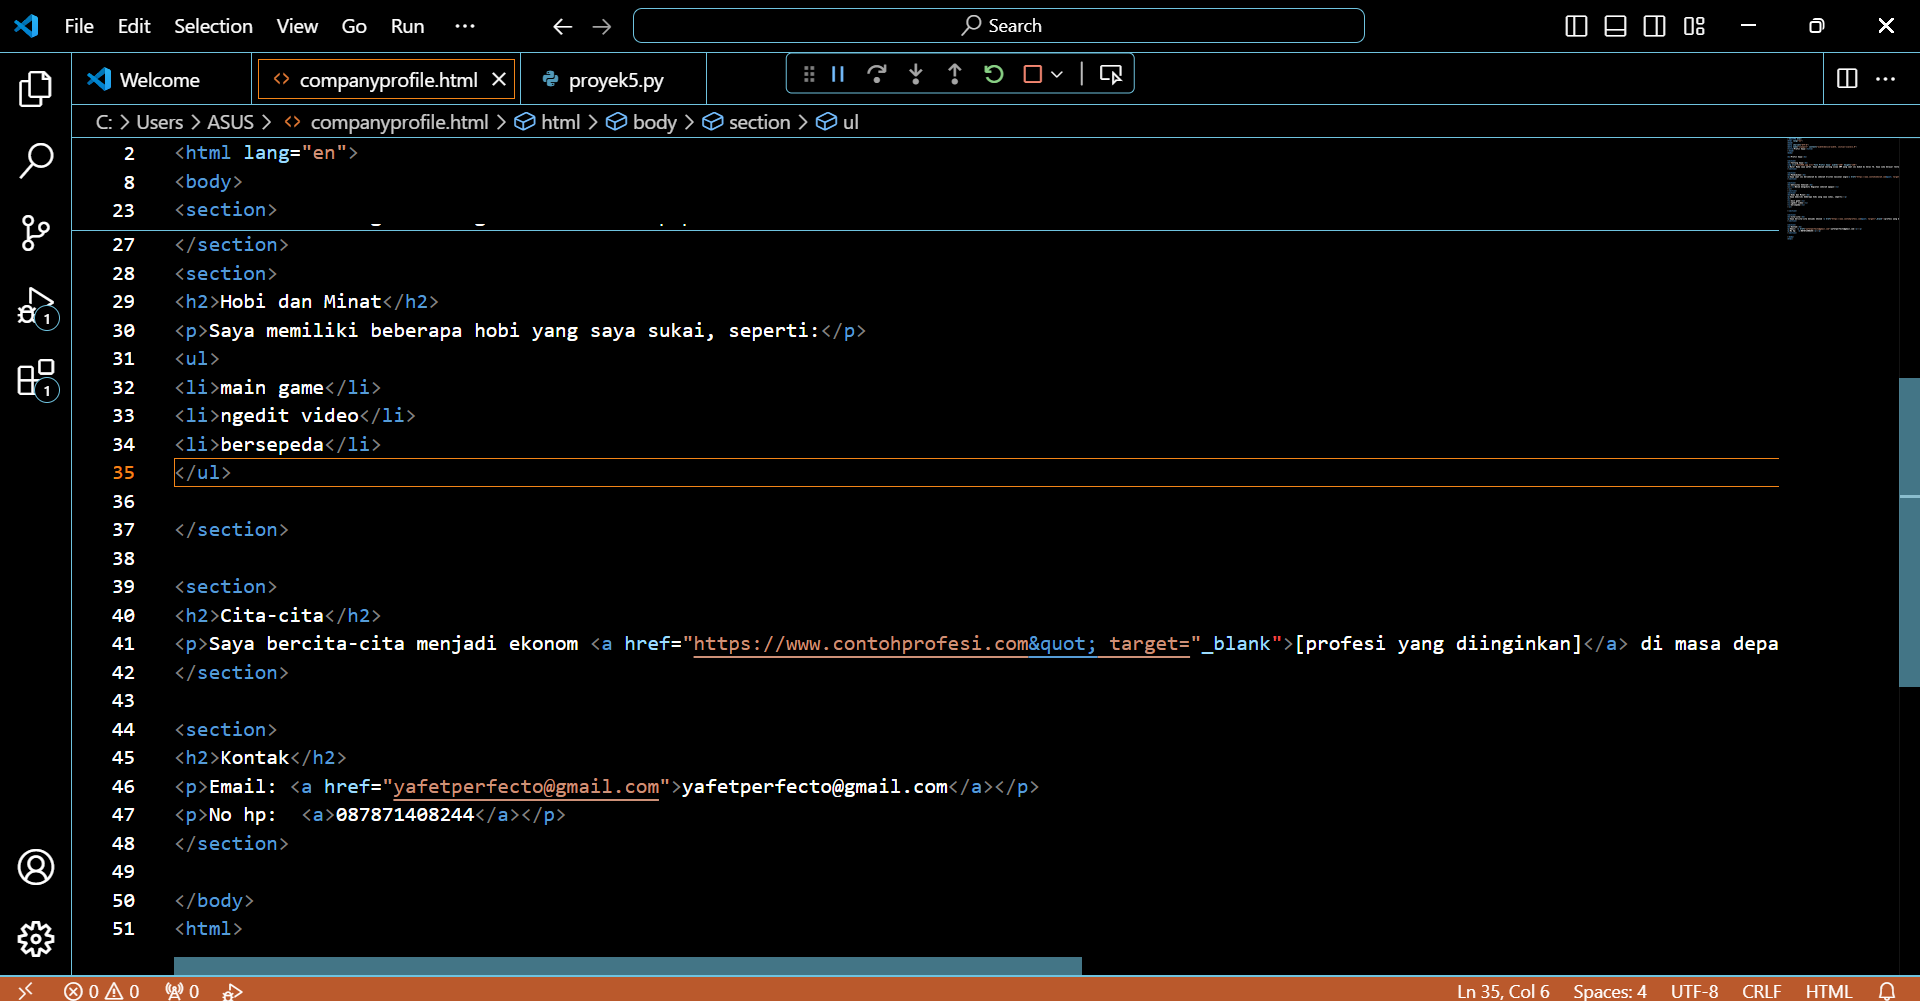 File Edit Selection View Go Run ··· Search
Welcome companyprofile.html proyek5.py
C: > Users > ASUS > companyprofile.html > html > body > section > ul
2 <html lang="en">
8 <body>
23 <section>
27 </section>
28 <section>
29 <h2>Hobi dan Minat</h2>
30 <p>Saya memiliki beberapa hobi yang saya sukai, seperti:</p>
31 <ul>
32 <li>main game</li>
33 <li>ngedit video</li>
34 <li>bersepeda</li>
35 </ul>
36
37 </section>
38
39 <section>
40 <h2>Cita-cita</h2>
41 <p>Saya bercita-cita menjadi ekonom <a href="https://www.contohprofesi.com&quot; target="_blank">[profesi yang diinginkan]</a> di masa depa
42 </section>
43
44 <section>
45 <h2>Kontak</h2>
46 <p>Email: <a href="yafetperfecto@gmail.com">yafetperfecto@gmail.com</a></p>
47 <p>No hp:  <a>087871408244</a></p>
48 </section>
49
50 </body>
51 <html>
1
1
0 0 0 Ln 35, Col 6 Spaces: 4 UTF-8 CRLF HTML